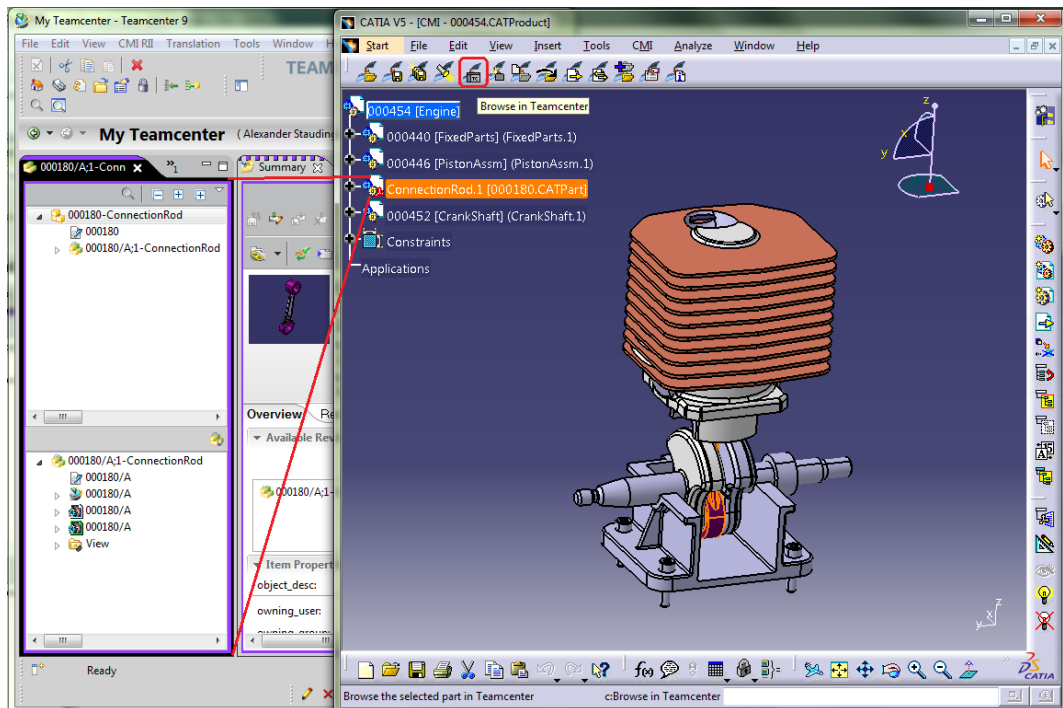 My Teamcenter - Teamcenter 9
File Edit View CMI RII Translation Tools Window
TEAM
My Teamcenter
000180/A;1-Conn
Summary
000180-ConnectionRod
000180
000180/A;1-ConnectionRod
Overview
Available Rev
000180/A;1-ConnectionRod
000180/A
000180/A
000180/A
000180/A
View
000180/A;1-
Item Propert
object_desc:
owning_user:
Ready
CATIA V5 - [CMI - 000454.CATProduct]
Start File Edit View Insert Tools CMI Analyze Window Help
Browse in Teamcenter
000454 [Engine]
000440 [FixedParts] (FixedParts.1)
000446 [PistonAssm] (PistonAssm.1)
ConnectionRod.1 [000180.CATPart]
000452 [CrankShaft] (CrankShaft.1)
Constraints
Applications
z
x
y
z
x
y
f(x)
CATIA
Browse the selected part in Teamcenter
c:Browse in Teamcenter